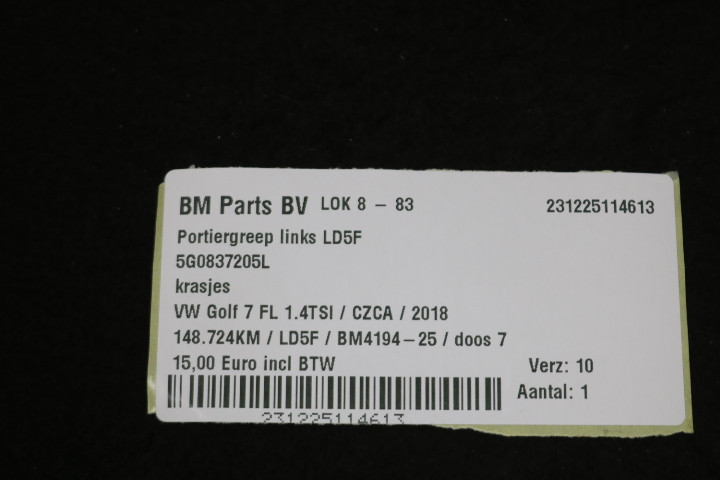 BM Parts BV LOK 8 - 83 231225114613
Portiergreep links LD5F
5G0837205L
krasjes
VW Golf 7 FL 1.4TSI / CZCA / 2018
148.724KM / LD5F / BM4194-25 / doos 7
15,00 Euro incl BTW Verz: 10
Aantal: 1
231225114613